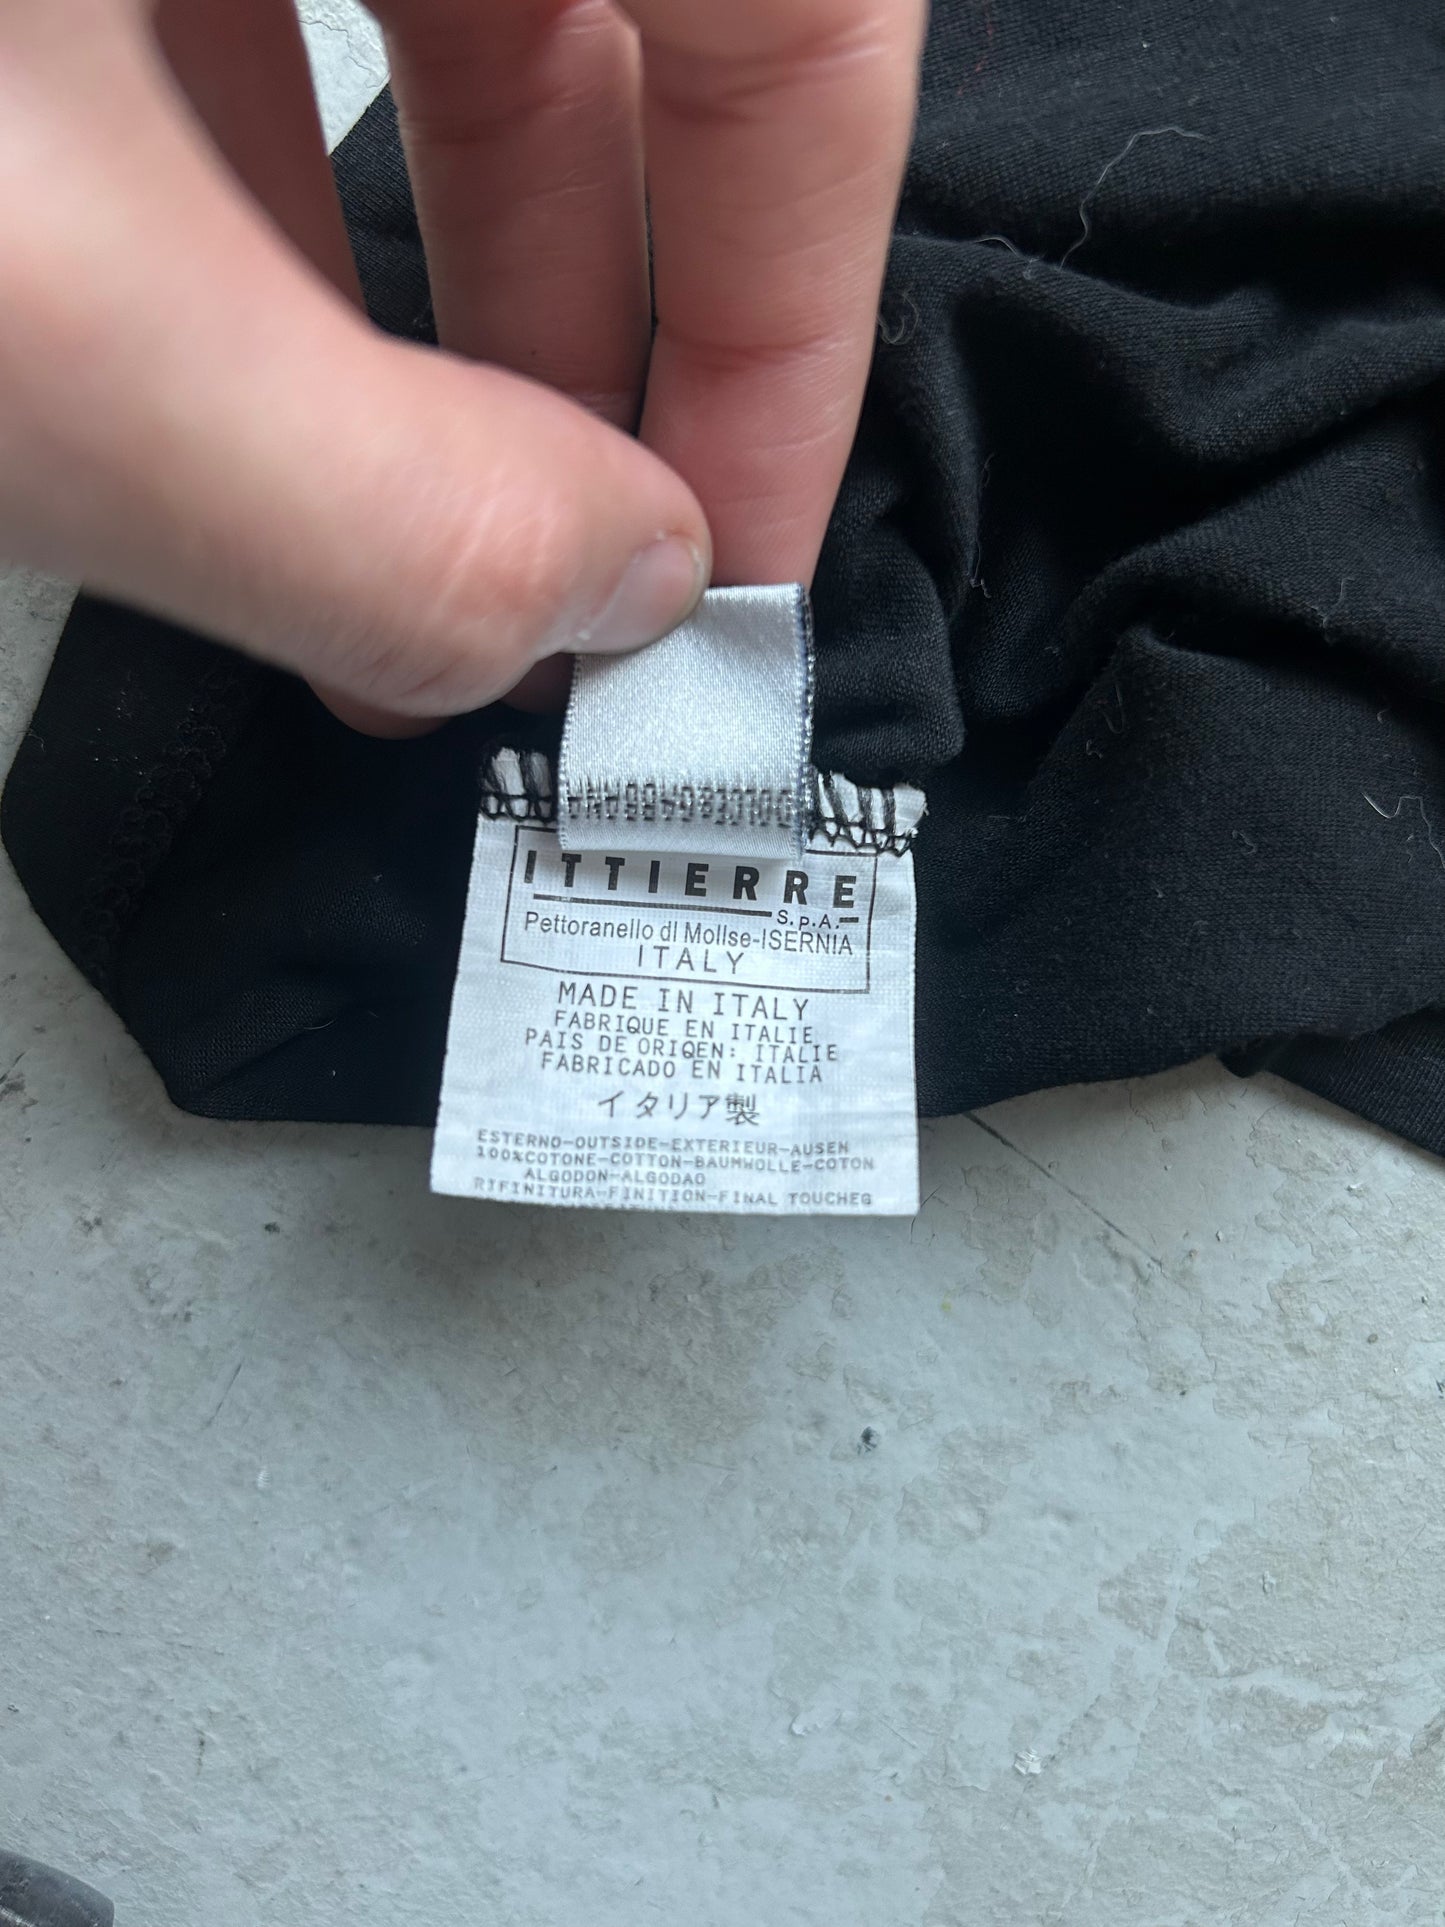 ITTIERRE
S.p.A.
Pettoranello di Molise-ISERNIA
ITALY
MADE IN ITALY
FABRIQUE EN ITALIE
PAIS DE ORIQEN: ITALIE
FABRICADO EN ITALIA
イタリア製
ESTERNO-OUTSIDE-EXTERIEUR-AUSEN
100%COTONE-COTTON-BAUMWOLLE-COTON
ALGODON-ALGODAO
RIFINITURA-FINITION-FINAL TOUCHEG